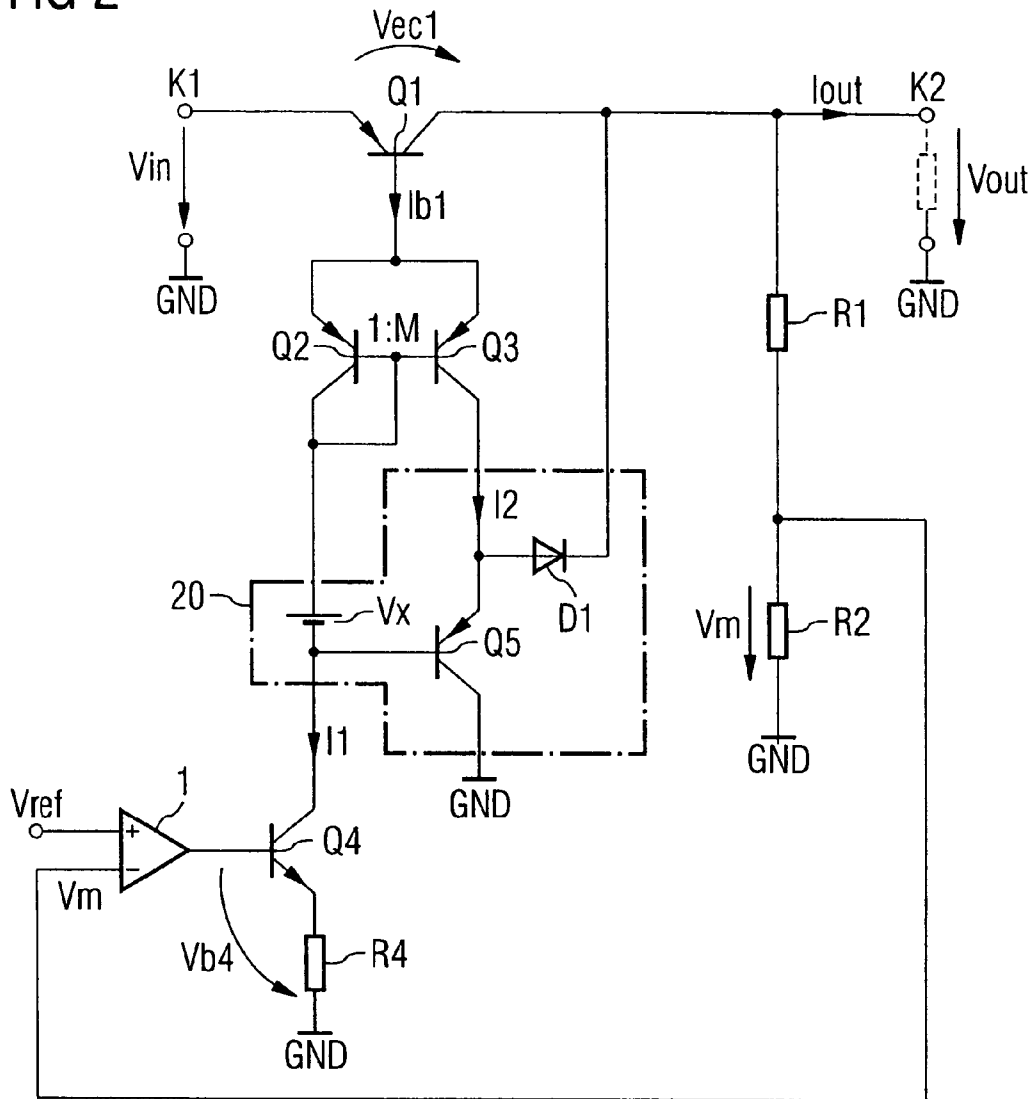 FIG 2
Vec1
K1
Q1
Iout
K2
Vin
Ib1
Vout
GND
GND
1:M
Q2
Q3
R1
I2
20
Vx
D1
Q5
Vm
R2
I1
GND
GND
Vref
1
+
−
Q4
Vm
Vb4
R4
GND